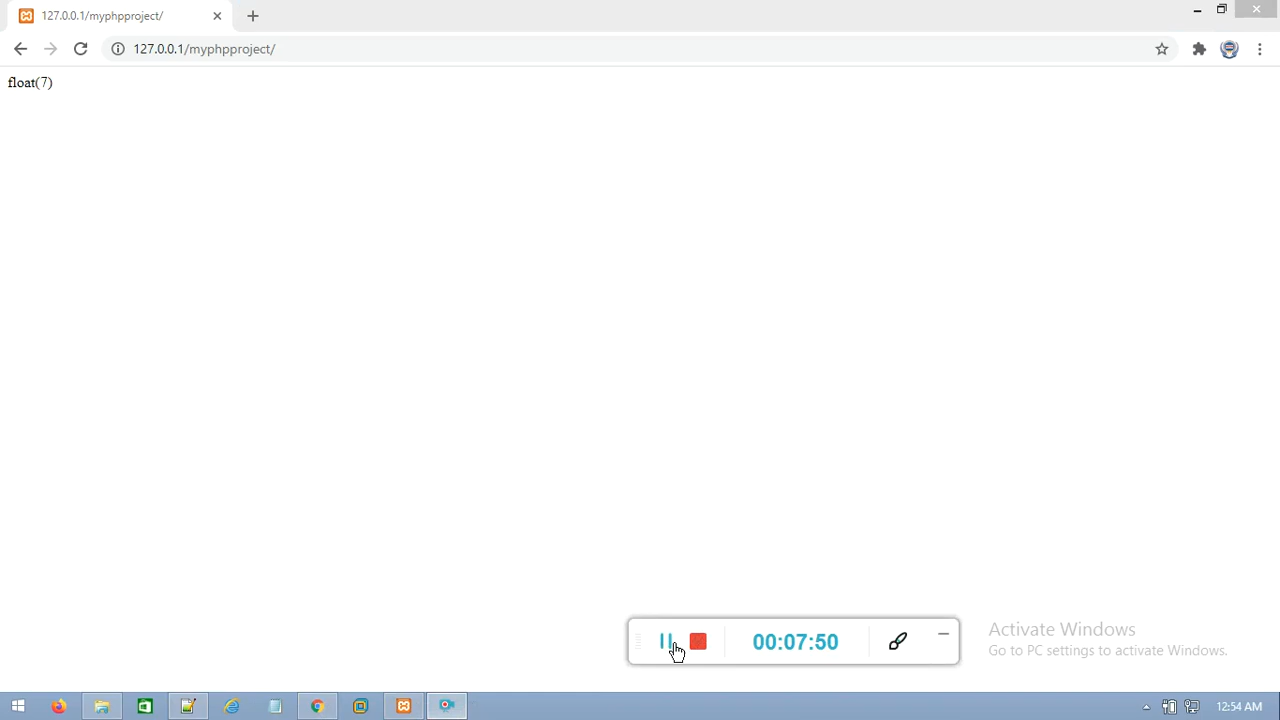 127.0.0.1/myphpproject/
127.0.0.1/myphpproject/
float(7)
00:07:50
Activate Windows
Go to PC settings to activate Windows.
12:54 AM